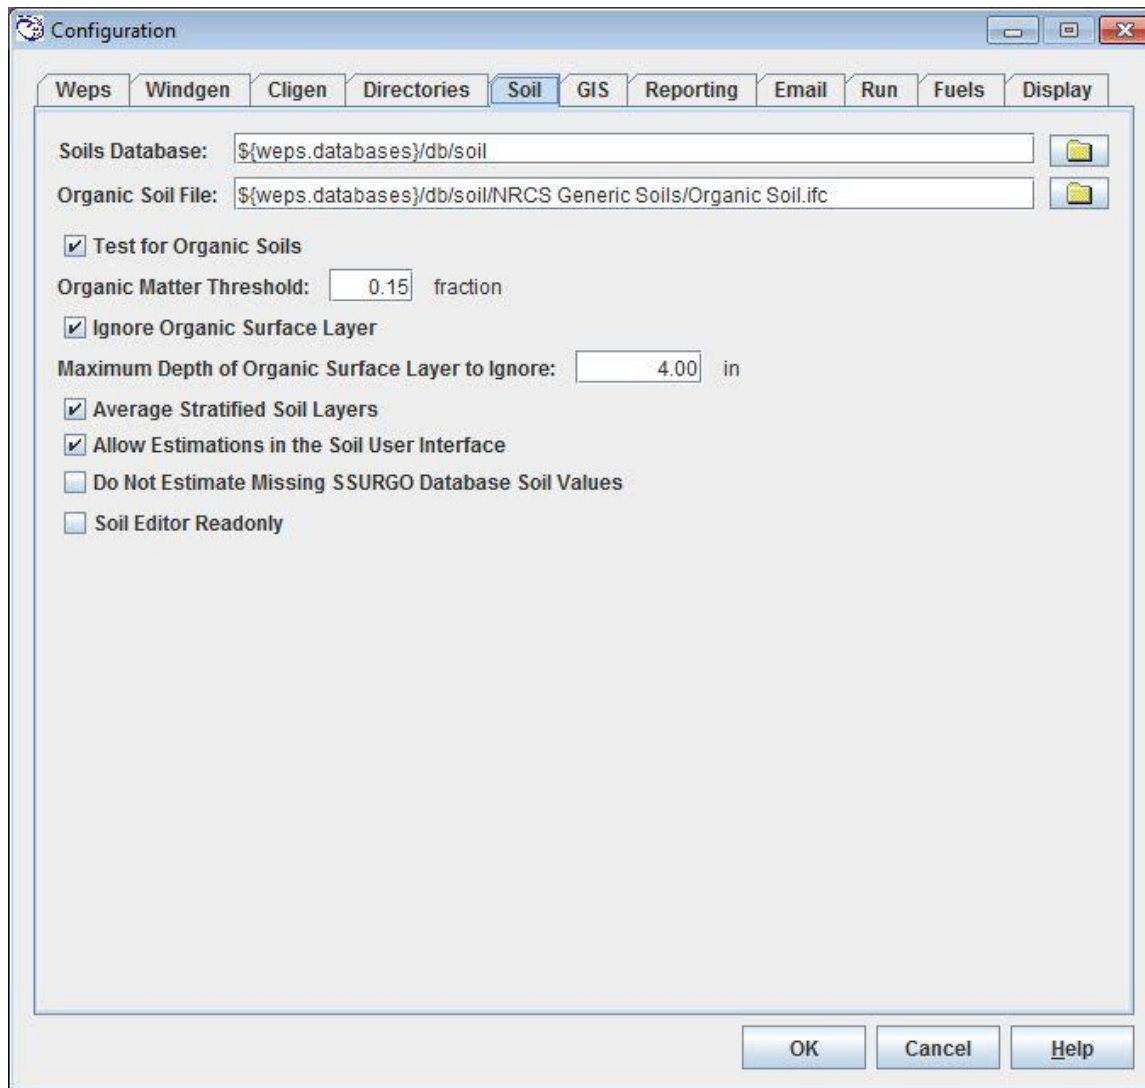 Configuration
Weps Windgen Cligen Directories Soil GIS Reporting Email Run Fuels Display
Soils Database: ${weps.databases}/db/soil
Organic Soil File: ${weps.databases}/db/soil/NRCS Generic Soils/Organic Soil.ifc
Test for Organic Soils
Organic Matter Threshold: 0.15 fraction
Ignore Organic Surface Layer
Maximum Depth of Organic Surface Layer to Ignore: 4.00 in
Average Stratified Soil Layers
Allow Estimations in the Soil User Interface
Do Not Estimate Missing SSURGO Database Soil Values
Soil Editor Readonly
OK Cancel Help